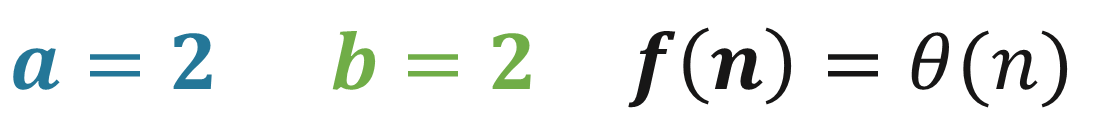 a = 2 b = 2 f(n) = θ(n)